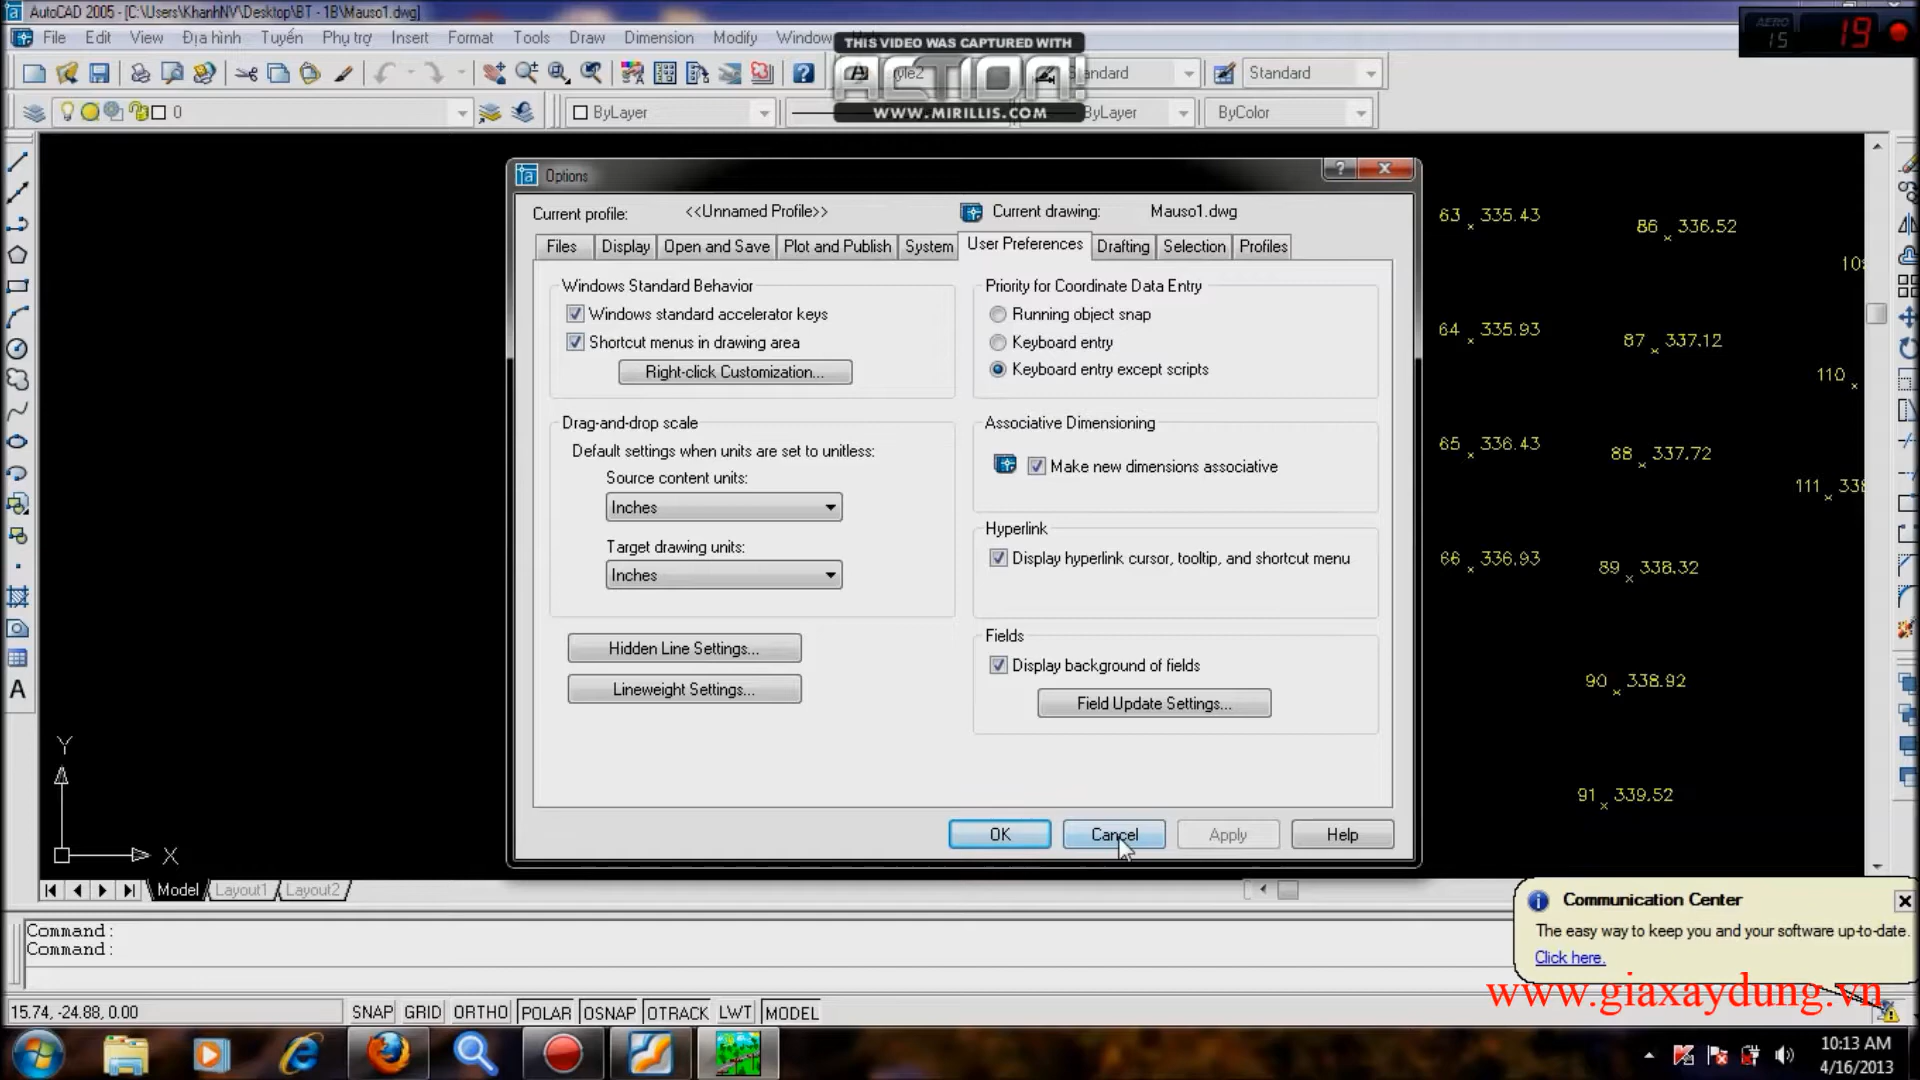 AutoCAD 2005 - [C:\Users\KhanhNV\Desktop\BT - 1B\Mauso1.dwg]
File Edit View Địa hình Tuyến Phụ trợ Insert Format Tools Draw Dimension Modify Window
THIS VIDEO WAS CAPTURED WITH
ACTION!
WWW.MIRILLIS.COM
AERO
15
19
Standard
Standard
0
ByLayer
ByLayer
ByColor
Options
Current profile: <<Unnamed Profile>>
Current drawing: Mauso1.dwg
Files Display Open and Save Plot and Publish System User Preferences Drafting Selection Profiles
Windows Standard Behavior
Windows standard accelerator keys
Shortcut menus in drawing area
Right-click Customization...
Drag-and-drop scale
Default settings when units are set to unitless:
Source content units:
Inches
Target drawing units:
Inches
Hidden Line Settings...
Lineweight Settings...
Priority for Coordinate Data Entry
Running object snap
Keyboard entry
Keyboard entry except scripts
Associative Dimensioning
Make new dimensions associative
Hyperlink
Display hyperlink cursor, tooltip, and shortcut menu
Fields
Display background of fields
Field Update Settings...
OK Cancel Apply Help
63 335.43
86 336.52
64 335.93
87 337.12
110
65 336.43
88 337.72
111
66 336.93
89 338.32
90 338.92
91 339.52
Y
X
Model Layout1 Layout2
Command:
Command:
Communication Center
The easy way to keep you and your software up-to-date.
Click here.
www.giaxaydung.vn
15.74, -24.88, 0.00
SNAP GRID ORTHO POLAR OSNAP OTRACK LWT MODEL
10:13 AM
4/16/2013